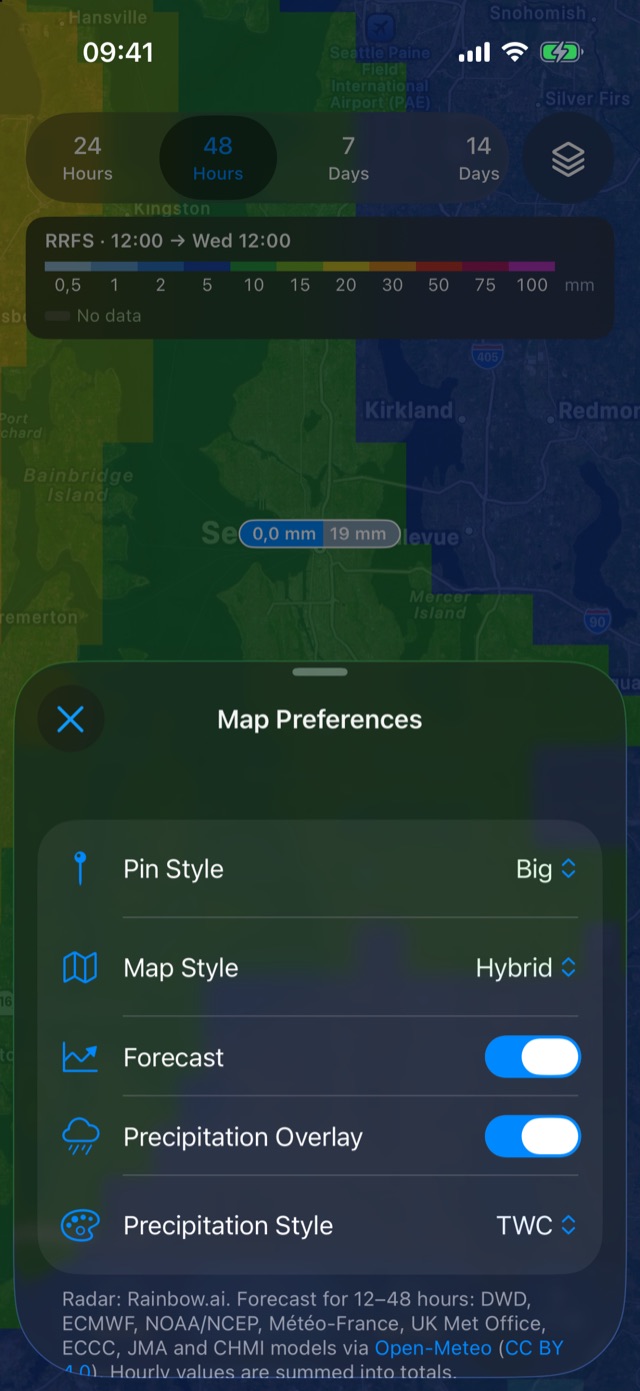 Hansville
Snohomish
09:41
Seattle Paine
Field
International
Airport (PAE)
Silver Firs
24
Hours
48
Hours
7
Days
14
Days
Kingston
RRFS · 12:00 → Wed 12:00
0,5 1 2 5 10 15 20 30 50 75 100 mm
No data
405
Kirkland
Redmor
Port
chard
Bainbridge
Island
Se
0,0 mm 19 mm
levue
Mercer
Island
remerton
90
Map Preferences
Pin Style Big
Map Style Hybrid
Forecast
Precipitation Overlay
Precipitation Style TWC
16
Radar: Rainbow.ai. Forecast for 12–48 hours: DWD,
ECMWF, NOAA/NCEP, Météo-France, UK Met Office,
ECCC, JMA and CHMI models via Open-Meteo (CC BY
4.0). Hourly values are summed into totals.